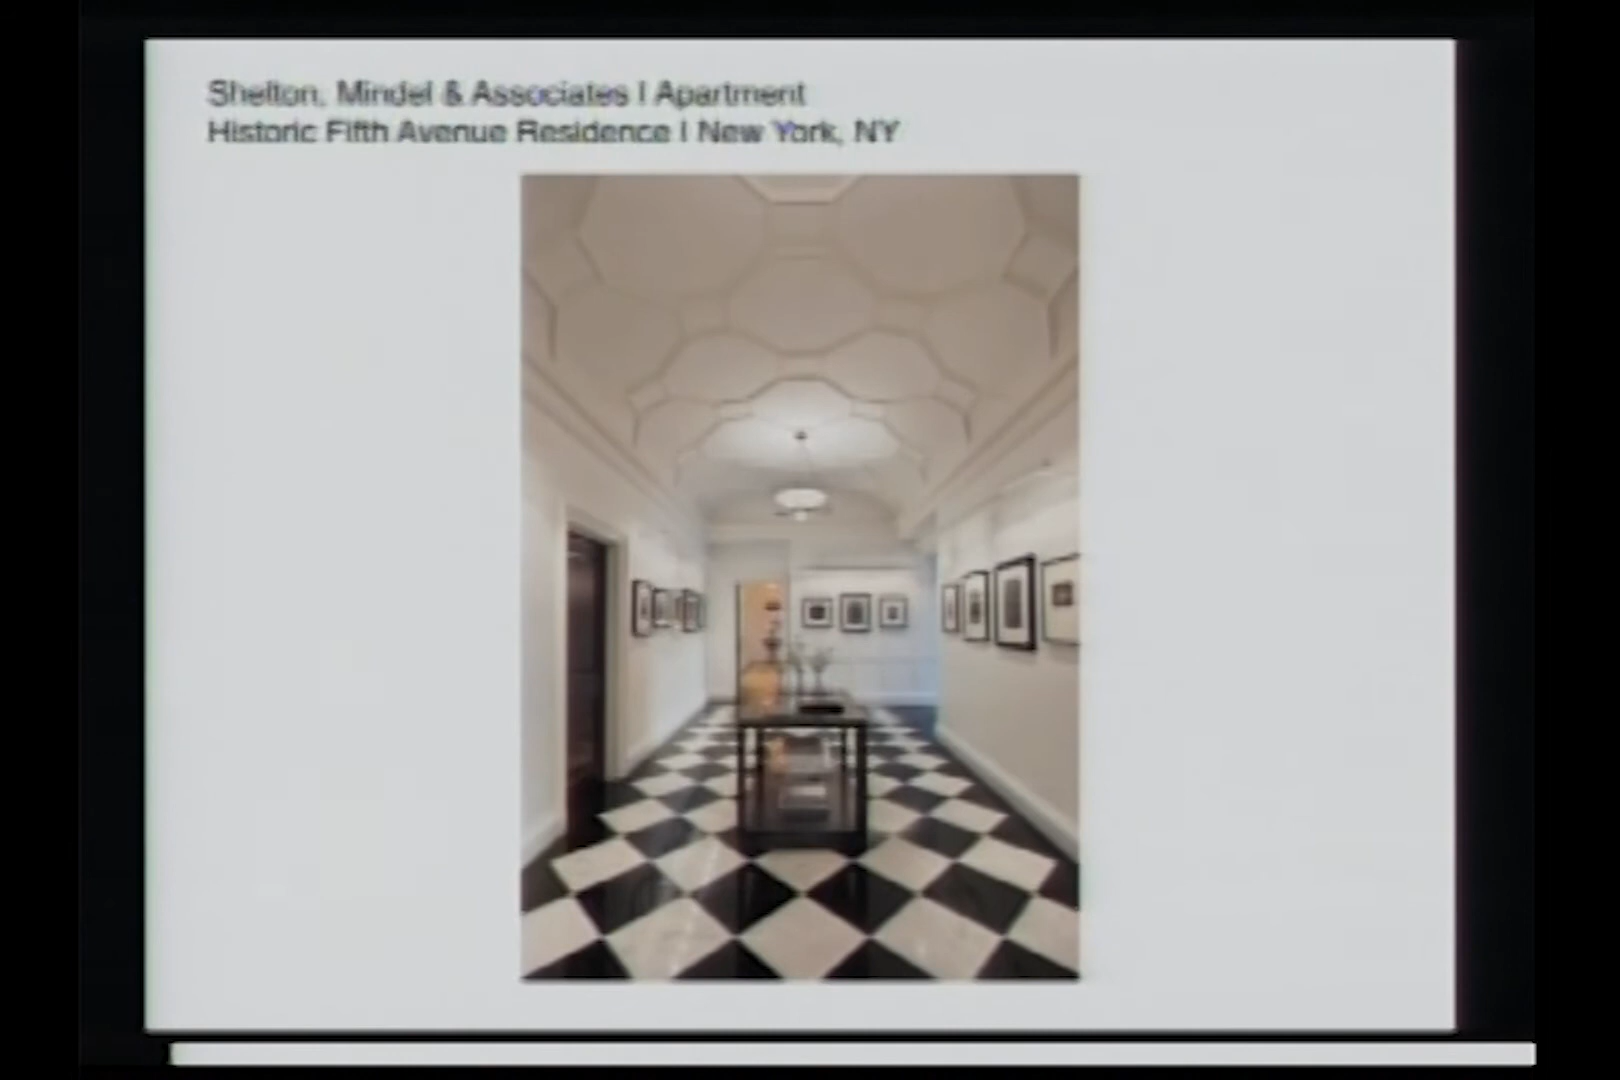 Shelton, Mindel & Associates | Apartment
Historic Fifth Avenue Residence | New York, NY